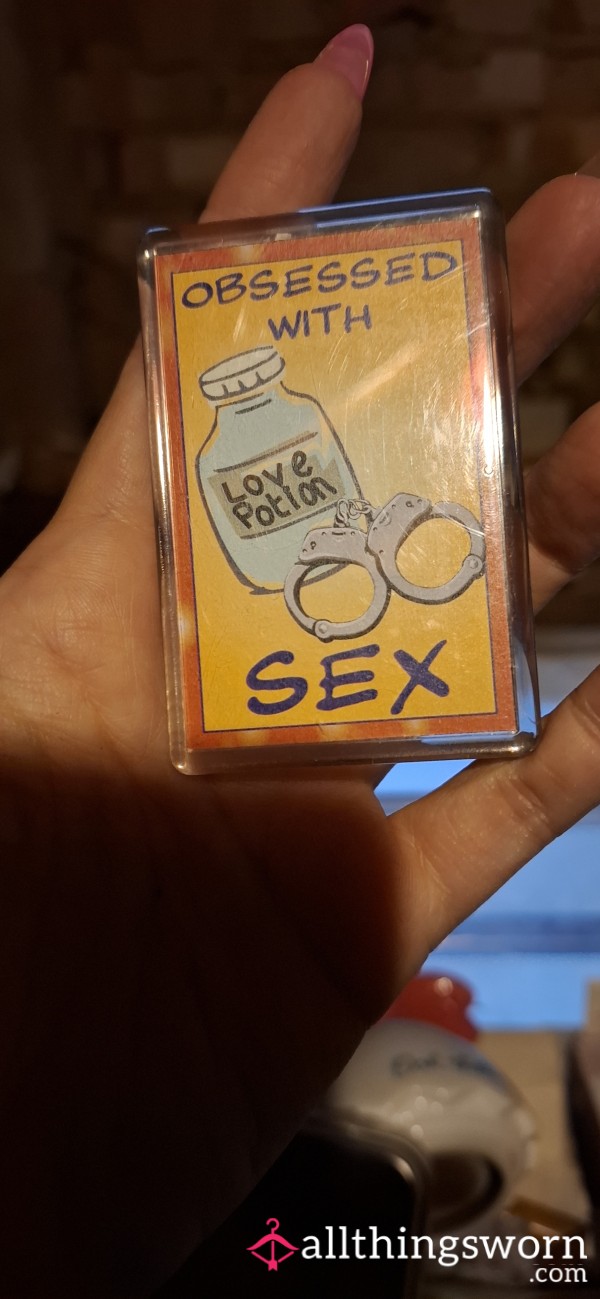 OBSESSED
WITH
Love
Potion
SEX
allthingsworn
.com